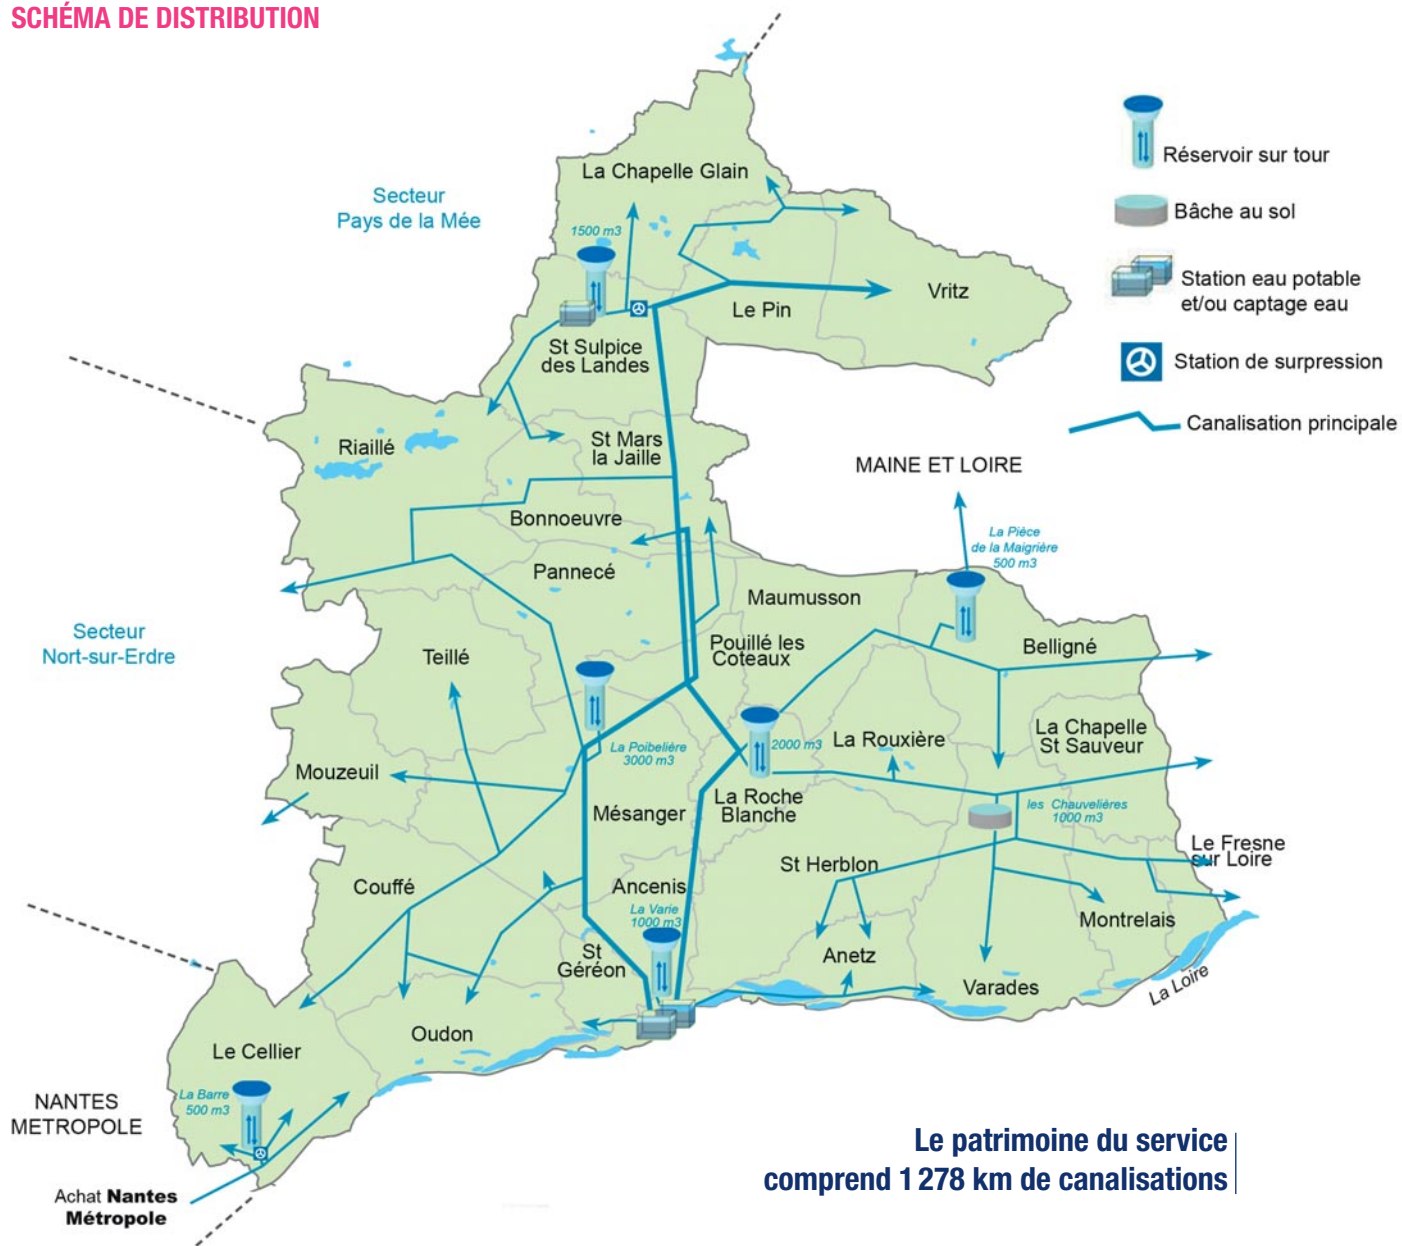 SCHÉMA DE DISTRIBUTION
Réservoir sur tour
Bâche au sol
Station eau potable
et/ou captage eau
Station de surpression
Canalisation principale
Secteur
Pays de la Mée
La Chapelle Glain
1500 m3
Vritz
Le Pin
St Sulpice
des Landes
Riaillé
St Mars
la Jaille
MAINE ET LOIRE
Bonnoeuvre
La Pièce
de la Maigrière
500 m3
Pannecé
Maumusson
Secteur
Nort-sur-Erdre
Teillé
Pouillé les
Coteaux
Belligné
La Poibelière
3000 m3
2000 m3
La Rouxière
La Chapelle
St Sauveur
Mouzeuil
Mésanger
La Roche
Blanche
les Chauvelières
1000 m3
Le Fresne
sur Loire
St Herblon
Couffé
Ancenis
La Varie
1000 m3
Montrelais
St
Géréon
Anetz
Varades
La Loire
Oudon
Le Cellier
La Barre
500 m3
NANTES
METROPOLE
Achat Nantes
Métropole
Le patrimoine du service
comprend 1 278 km de canalisations